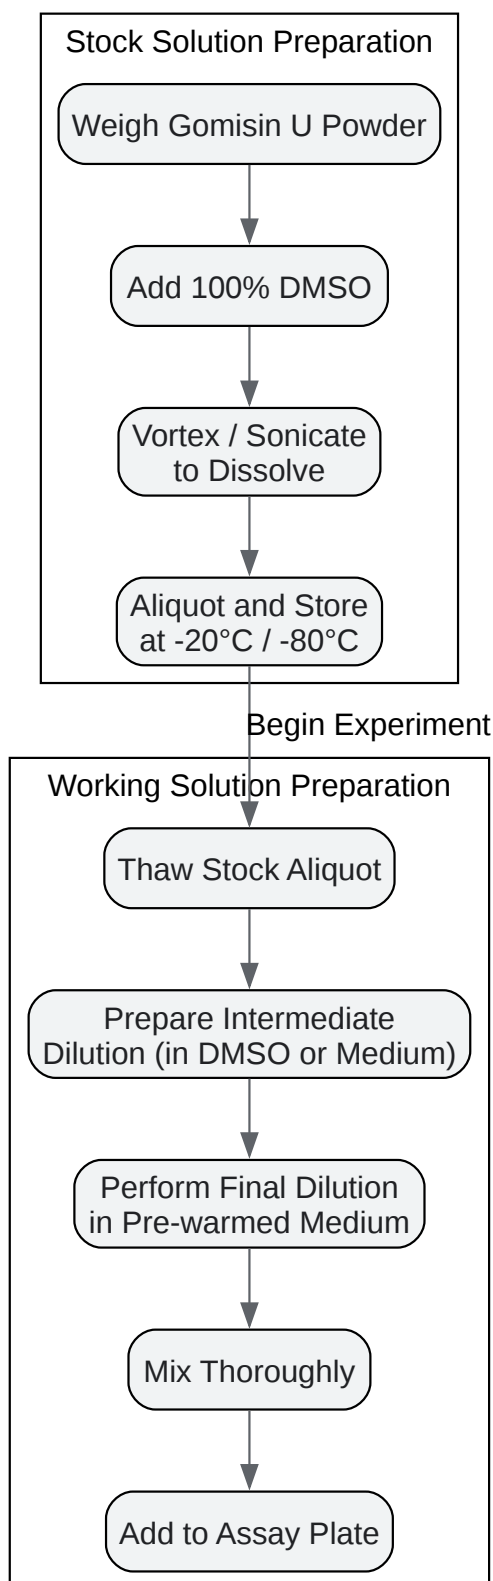 Stock Solution Preparation
Weigh Gomisin U Powder
Add 100% DMSO
Vortex / Sonicate
to Dissolve
Aliquot and Store
at -20°C / -80°C
Begin Experiment
Working Solution Preparation
Thaw Stock Aliquot
Prepare Intermediate
Dilution (in DMSO or Medium)
Perform Final Dilution
in Pre-warmed Medium
Mix Thoroughly
Add to Assay Plate